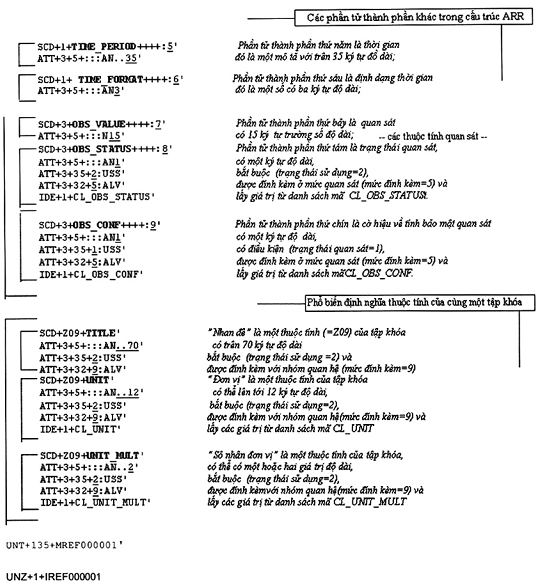 Các phần tử thành phần khác trong cấu trúc ARR
SCD+1+TIME_PERIOD++++:5' Phần tử thành phần thứ năm là thời gian
ATT+3+5+:::AN..35' đó là một mô tả với trên 35 ký tự độ dài;
SCD+1+ TIME FORMAT++++:6' Phần tử thành phần thứ sáu là định dạng thời gian
ATT+3+5+:::AN3' đó là một số có ba ký tự độ dài;
SCD+3+OBS_VALUE++++:7' Phần tử thành phần thứ bảy là quan sát
ATT+3+5+:::N15' có 15 ký tự trường số độ dài; -- các thuộc tính quan sát --
SCD+3+OBS_STATUS++++:8' Phần tử thành phần thứ tám là trạng thái quan sát,
ATT+3+5+:::AN1' có một ký tự độ dài,
ATT+3+35+2:USS' bắt buộc (trạng thái sử dụng=2),
ATT+3+32+5:ALV' được đính kèm ở mức quan sát (mức đính kèm=5) và
IDE+1+CL_OBS_STATUS' lấy giá trị từ danh sách mã CL_OBS_STATUS.
SCD+3+OBS_CONF++++:9' Phần tử thành phần thứ chín là cờ hiệu về tính bảo mật quan sát
ATT+3+5+:::AN1' có một ký tự độ dài,
ATT+3+35+1:USS' có điều kiện (trạng thái quan sát=1),
ATT+3+32+5:ALV' được đính kèm ở mức quan sát (mức đính kèm=5) và
IDE+1+CL_OBS_CONF' lấy giá trị từ danh sách mãCL_OBS_CONF.
Phổ biến định nghĩa thuộc tính của cùng một tập khóa
SCD+Z09+TITLE' "Nhan đề" là một thuộc tính (=Z09) của tập khóa
ATT+3+5+:::AN..70' có trên 70 ký tự độ dài
ATT+3+35+2:USS' bắt buộc (trạng thái sử dụng =2) và
ATT+3+32+9:ALV' được đính kèm với nhóm quan hệ (mức đính kèm=9)
SCD+Z09+UNIT' "Đơn vị" là một thuộc tính của tập khóa
ATT+3+5+:::AN..12' có thể lên tới 12 ký tự độ dài,
ATT+3+35+2:USS' bắt buộc (trạng thái sử dụng=2),
ATT+3+32+9:ALV' được đính kèm với nhóm quan hệ(mức đính kèm=9) và
IDE+1+CL_UNIT' lấy các giá trị từ danh sách mã CL_UNIT
SCD+Z09+UNIT_MULT' "Số nhân đơn vị" là một thuộc tính của tập khóa,
ATT+3+5+:::AN..2' có thể có một hoặc hai giá trị độ dài,
ATT+3+35+2:USS' bắt buộc (trạng thái sử dụng=2),
ATT+3+32+9:ALV' được đính kèmvới nhóm quan hệ(mức đính kèm=9) và
IDE+1+CL_UNIT_MULT' lấy các giá trị từ danh sách mã CL_UNIT_MULT
UNT+135+MREF000001'
UNZ+1+IREF000001